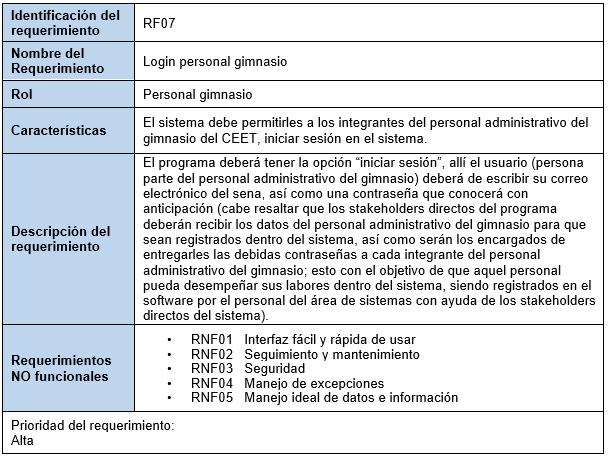 Identificación del
requerimiento
RF07
Nombre del
Requerimiento
Login personal gimnasio
Rol
Personal gimnasio
Características
El sistema debe permitirles a los integrantes del personal administrativo del
gimnasio del CEET, iniciar sesión en el sistema.
Descripción del
requerimiento
El programa deberá tener la opción “iniciar sesión”, allí el usuario (persona
parte del personal administrativo del gimnasio) deberá de escribir su correo
electrónico del sena, así como una contraseña que conocerá con
anticipación (cabe resaltar que los stakeholders directos del programa
deberán recibir los datos del personal administrativo del gimnasio para que
sean registrados dentro del sistema, así como serán los encargados de
entregarles las debidas contraseñas a cada integrante del personal
administrativo del gimnasio; esto con el objetivo de que aquel personal
pueda desempeñar sus labores dentro del sistema, siendo registrados en el
software por el personal del área de sistemas con ayuda de los stakeholders
directos del sistema).
Requerimientos
NO funcionales
• RNF01 Interfaz fácil y rápida de usar
• RNF02 Seguimiento y mantenimiento
• RNF03 Seguridad
• RNF04 Manejo de excepciones
• RNF05 Manejo ideal de datos e información
Prioridad del requerimiento:
Alta